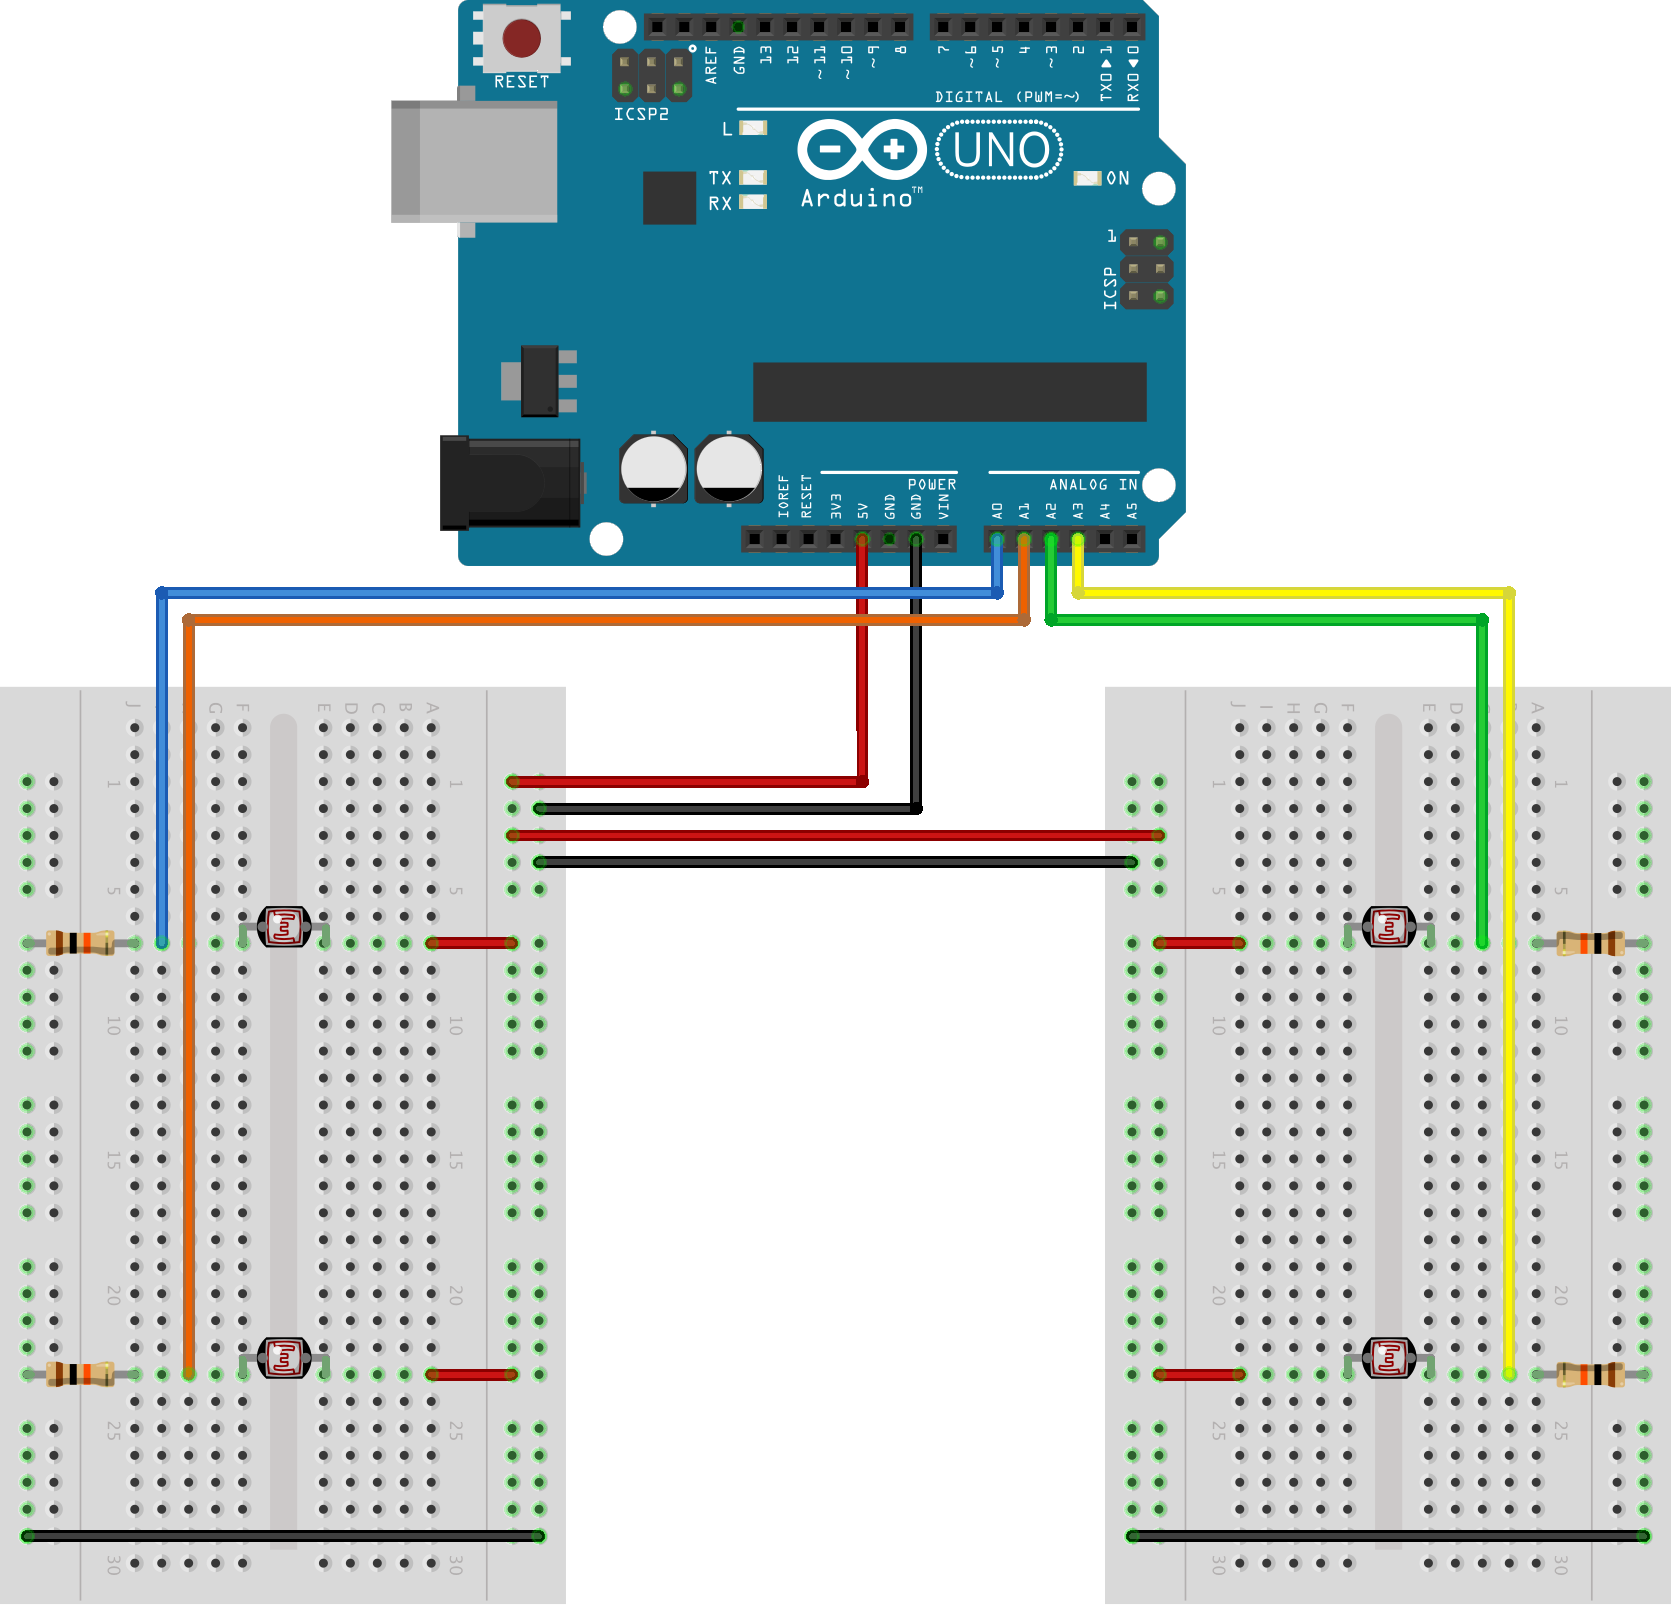 RESET
ICSP2
AREF
GND
13
12
~11
~10
~9
8
7
~6
~5
4
~3
2
TX0▶1
RX0◀0
DIGITAL (PWM=~)
L
TX
RX
Arduino™
UNO
ON
1
ICSP
IOREF
RESET
3V3
5V
GND
GND
VIN
POWER
A0
A1
A2
A3
A4
A5
ANALOG IN
J G F E D C B A
1 1
5
10 10
15 15
20 20
25 25
30 30
J I H G F E D A
1 1
5 5
10 10
15 15
20 20
25 25
30 30